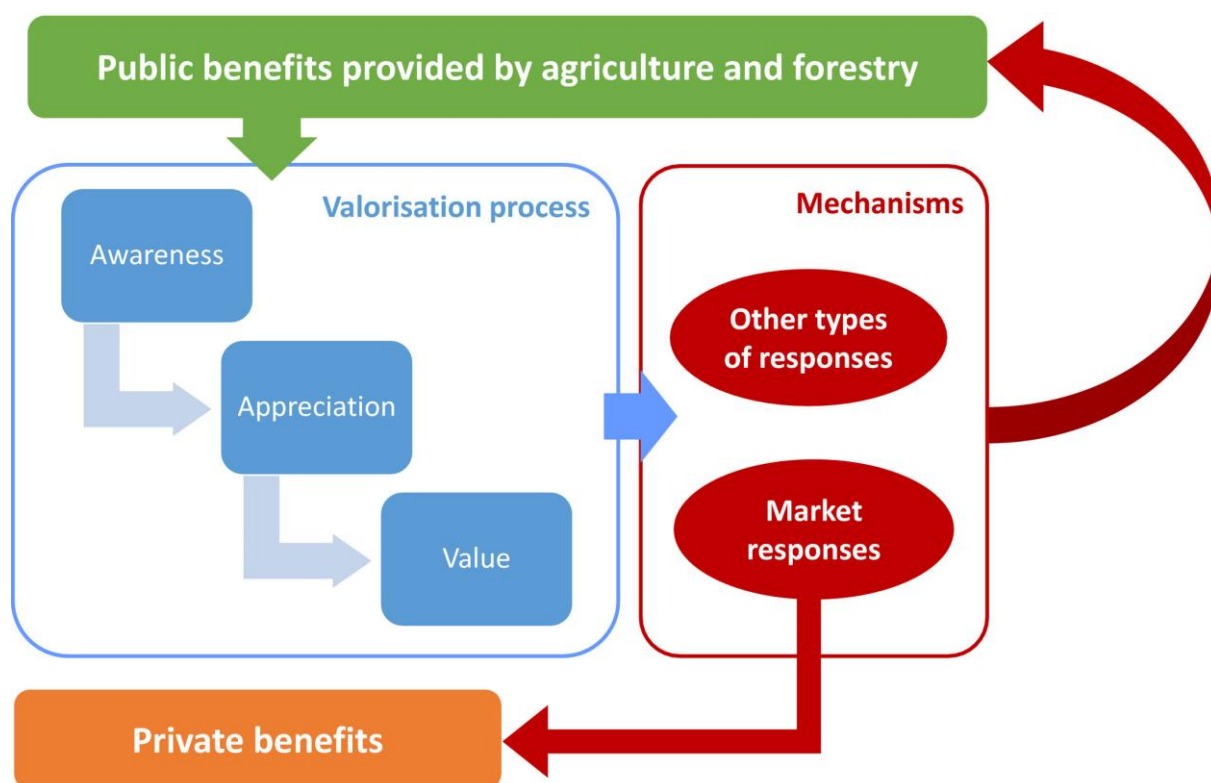 Public benefits provided by agriculture and forestry
Valorisation process
Awareness
Appreciation
Value
Mechanisms
Other types
of responses
Market
responses
Private benefits